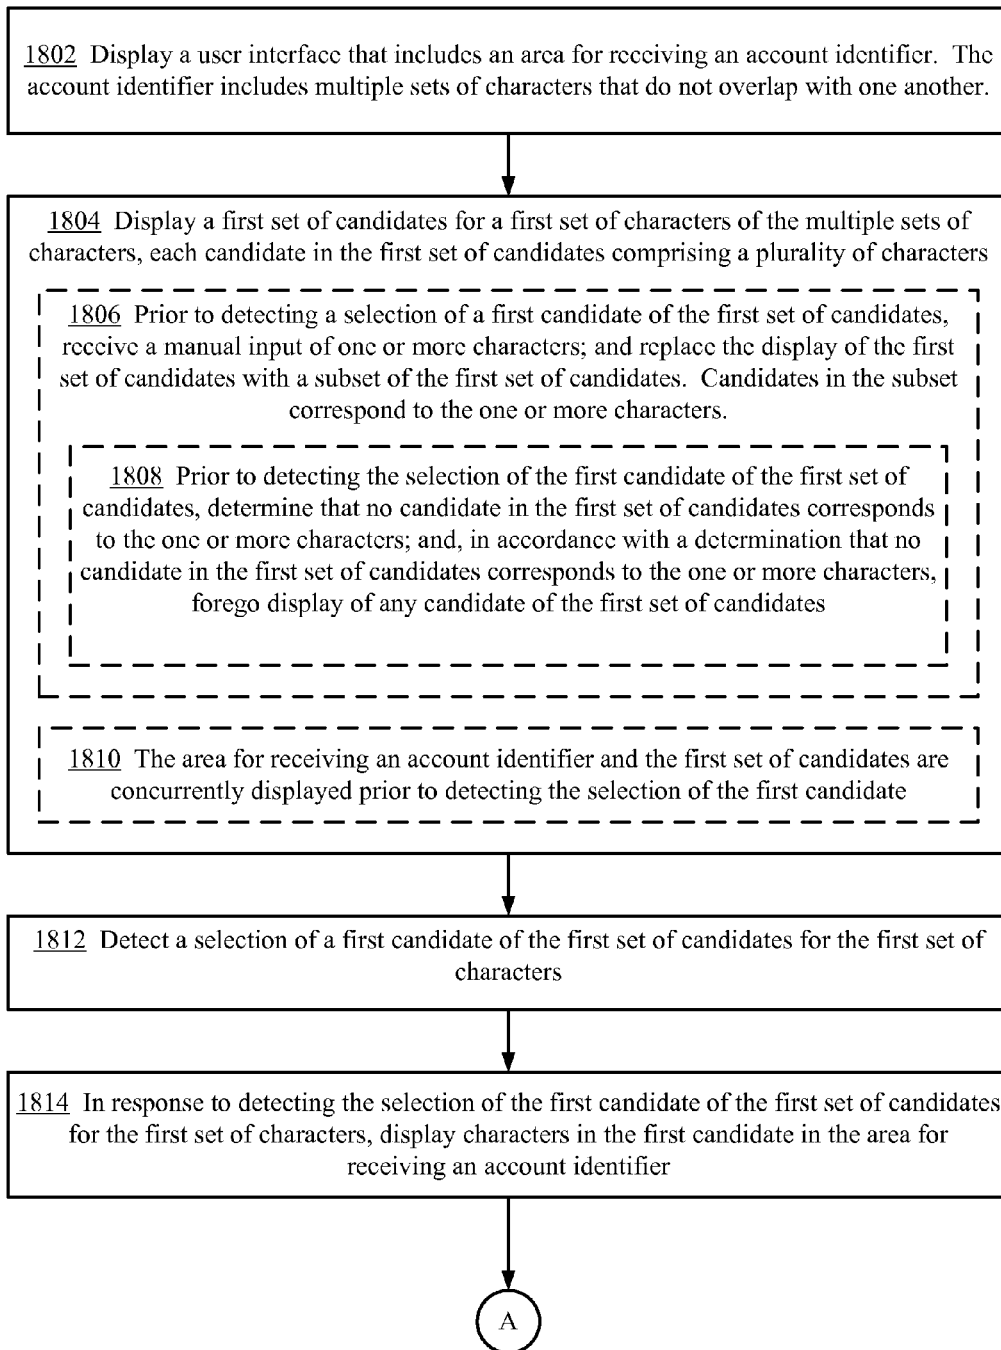 1802 Display a user interface that includes an area for receiving an account identifier. The
account identifier includes multiple sets of characters that do not overlap with one another.
1804 Display a first set of candidates for a first set of characters of the multiple sets of
characters, each candidate in the first set of candidates comprising a plurality of characters
1806 Prior to detecting a selection of a first candidate of the first set of candidates,
receive a manual input of one or more characters; and replace the display of the first
set of candidates with a subset of the first set of candidates. Candidates in the subset
correspond to the one or more characters.
1808 Prior to detecting the selection of the first candidate of the first set of
candidates, determine that no candidate in the first set of candidates corresponds
to the one or more characters; and, in accordance with a determination that no
candidate in the first set of candidates corresponds to the one or more characters,
forego display of any candidate of the first set of candidates
1810 The area for receiving an account identifier and the first set of candidates are
concurrently displayed prior to detecting the selection of the first candidate
1812 Detect a selection of a first candidate of the first set of candidates for the first set of
characters
1814 In response to detecting the selection of the first candidate of the first set of candidates
for the first set of characters, display characters in the first candidate in the area for
receiving an account identifier
A